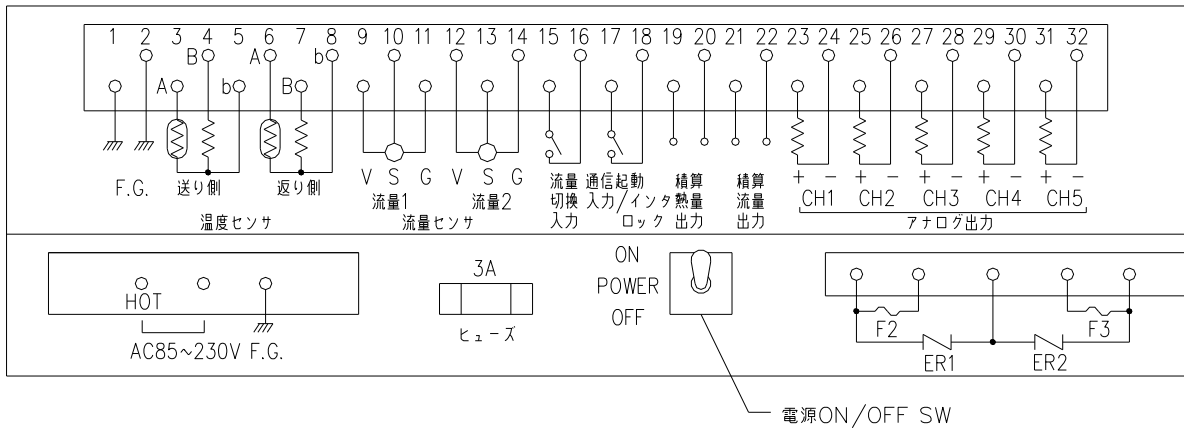 1 2 3 4 5 6 7 8 9 10 11 12 13 14 15 16 17 18 19 20 21 22 23 24 25 26 27 28 29 30 31 32
B A b
A b B
F.G. 送り側 返り側 V S G V S G 流量 通信起動 積算 積算 + − + − + − + − + −
流量1 流量2 切換 入力/インタ 熱量 流量 CH1 CH2 CH3 CH4 CH5
温度センサ 流量センサ 入力 ロック 出力 出力 アナログ出力
HOT
AC85~230V F.G.
3A
ヒューズ
ON
POWER
OFF
F2 F3
ER1 ER2
電源ON/OFF SW